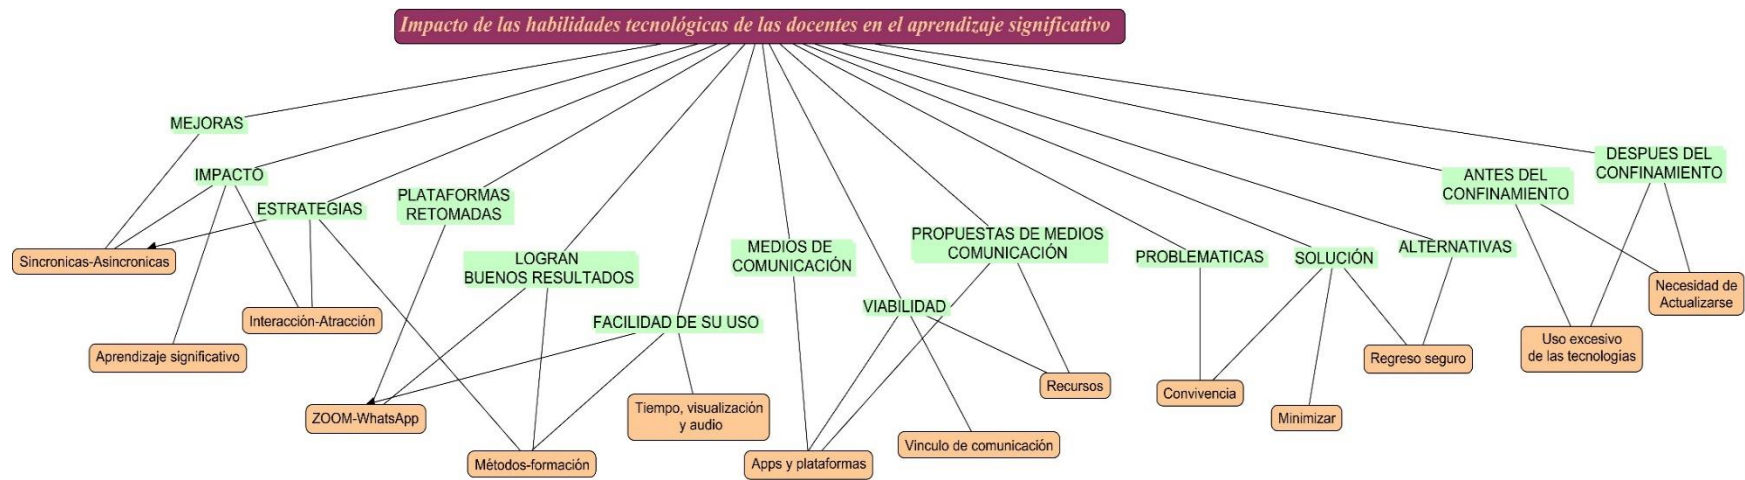 Impacto de las habilidades tecnológicas de las docentes en el aprendizaje significativo
MEJORAS
IMPACTO
ESTRATEGIAS
PLATAFORMAS
RETOMADAS
LOGRAN
BUENOS RESULTADOS
FACILIDAD DE SU USO
MEDIOS DE
COMUNICACIÓN
VIABILIDAD
PROPUESTAS DE MEDIOS
COMUNICACIÓN
PROBLEMATICAS
SOLUCIÓN
ALTERNATIVAS
ANTES DEL
CONFINAMIENTO
DESPUES DEL
CONFINAMIENTO
Sincronicas-Asincronicas
Aprendizaje significativo
Interacción-Atracción
ZOOM-WhatsApp
Métodos-formación
Tiempo, visualización
y audio
Apps y plataformas
Vinculo de comunicación
Recursos
Convivencia
Minimizar
Regreso seguro
Uso excesivo
de las tecnologias
Necesidad de
Actualizarse